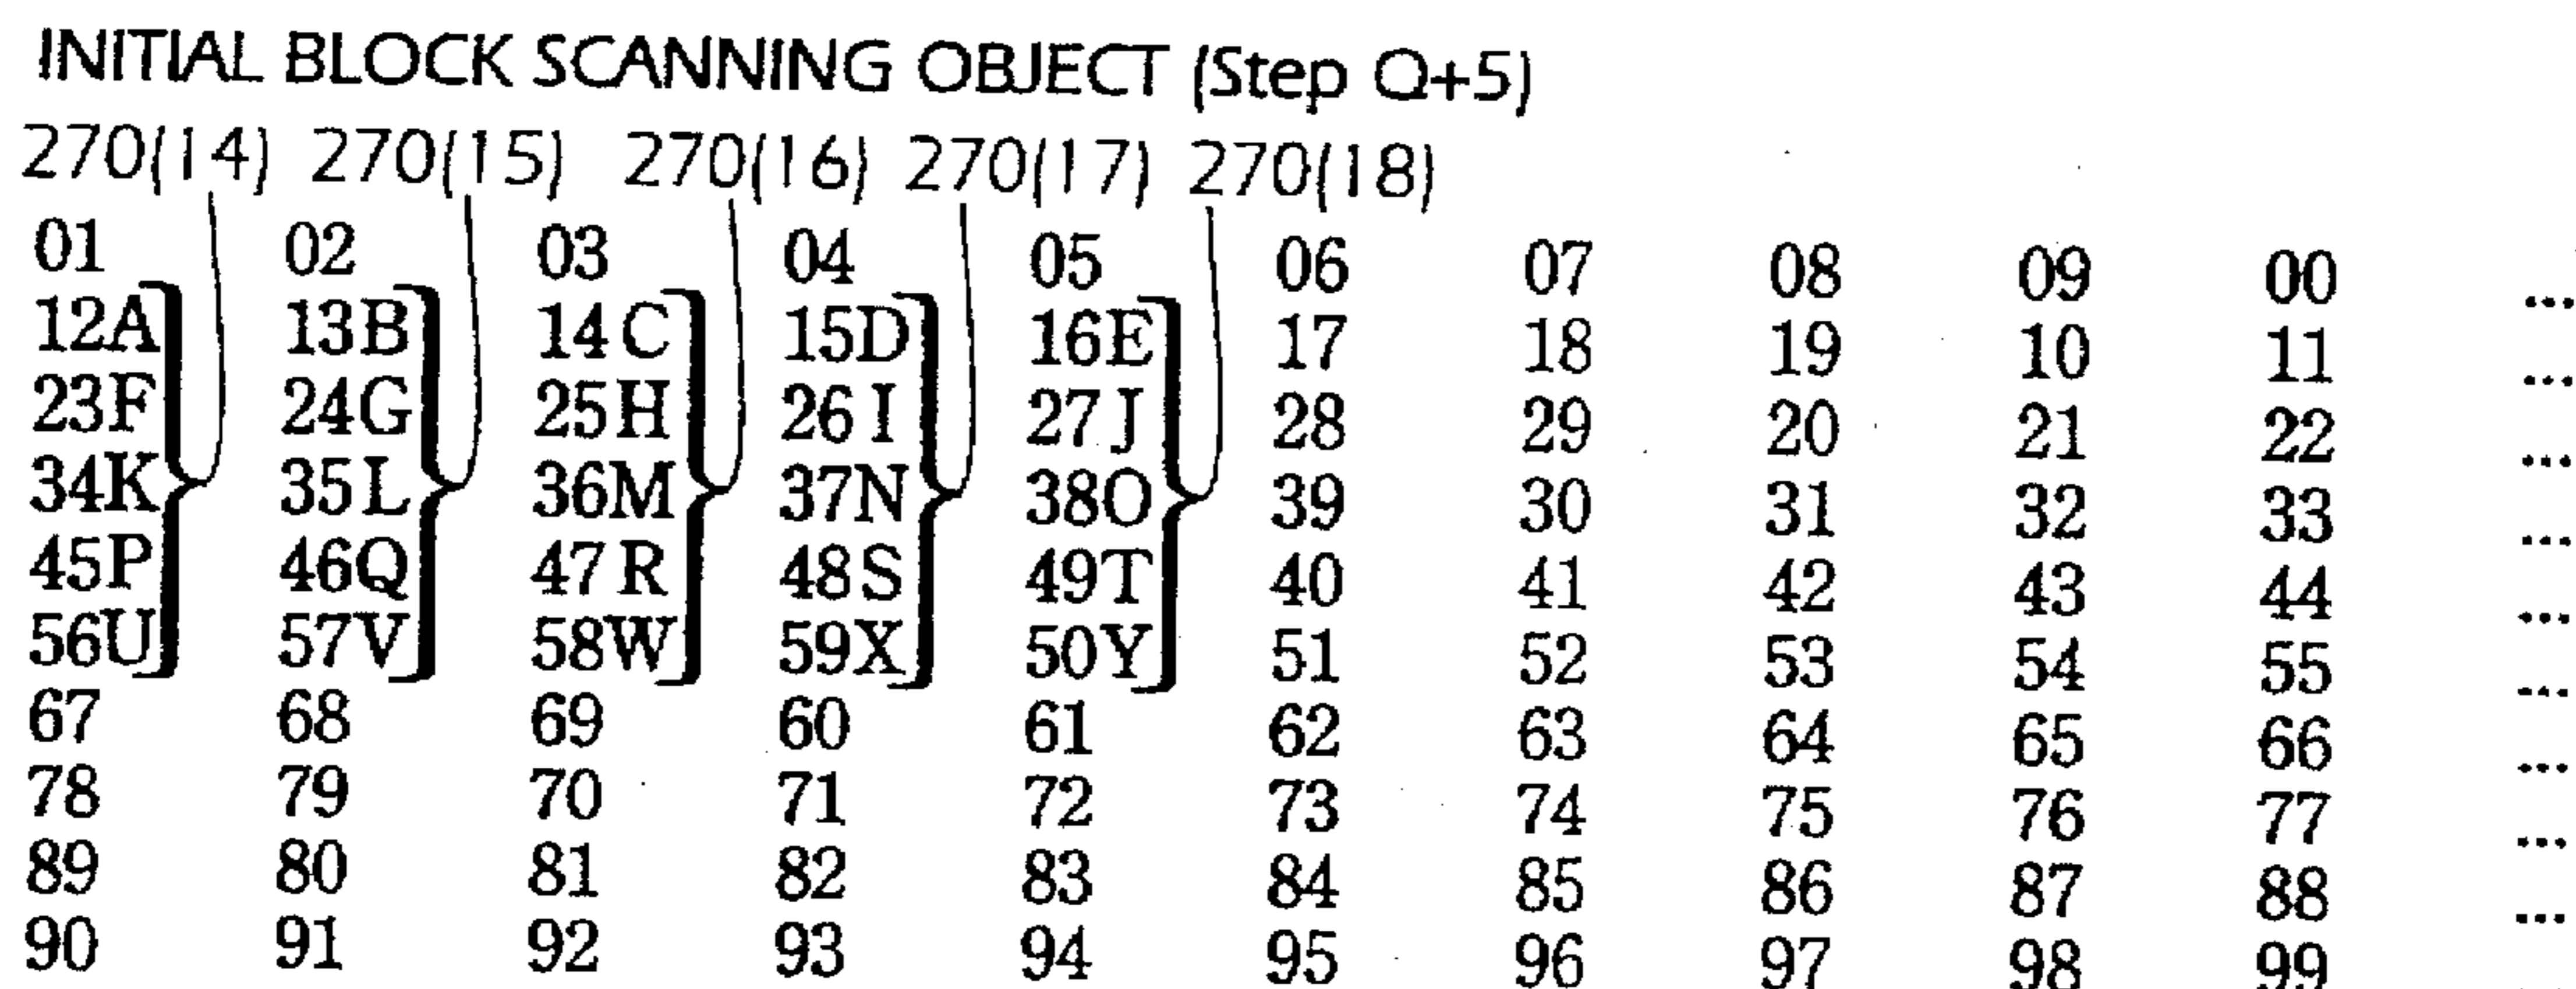 INITIAL BLOCK SCANNING OBJECT (Step Q+5)
270(14) 270(15) 270(16) 270(17) 270(18)
01 02 03 04 05 06 07 08 09 00 ...
12A 13B 14C 15D 16E 17 18 19 10 11 ...
23F 24G 25H 26I 27J 28 29 20 21 22 ...
34K 35L 36M 37N 38O 39 30 31 32 33 ...
45P 46Q 47R 48S 49T 40 41 42 43 44 ...
56U 57V 58W 59X 50Y 51 52 53 54 55 ...
67 68 69 60 61 62 63 64 65 66 ...
78 79 70 71 72 73 74 75 76 77 ...
89 80 81 82 83 84 85 86 87 88 ...
90 91 92 93 94 95 96 97 98 99